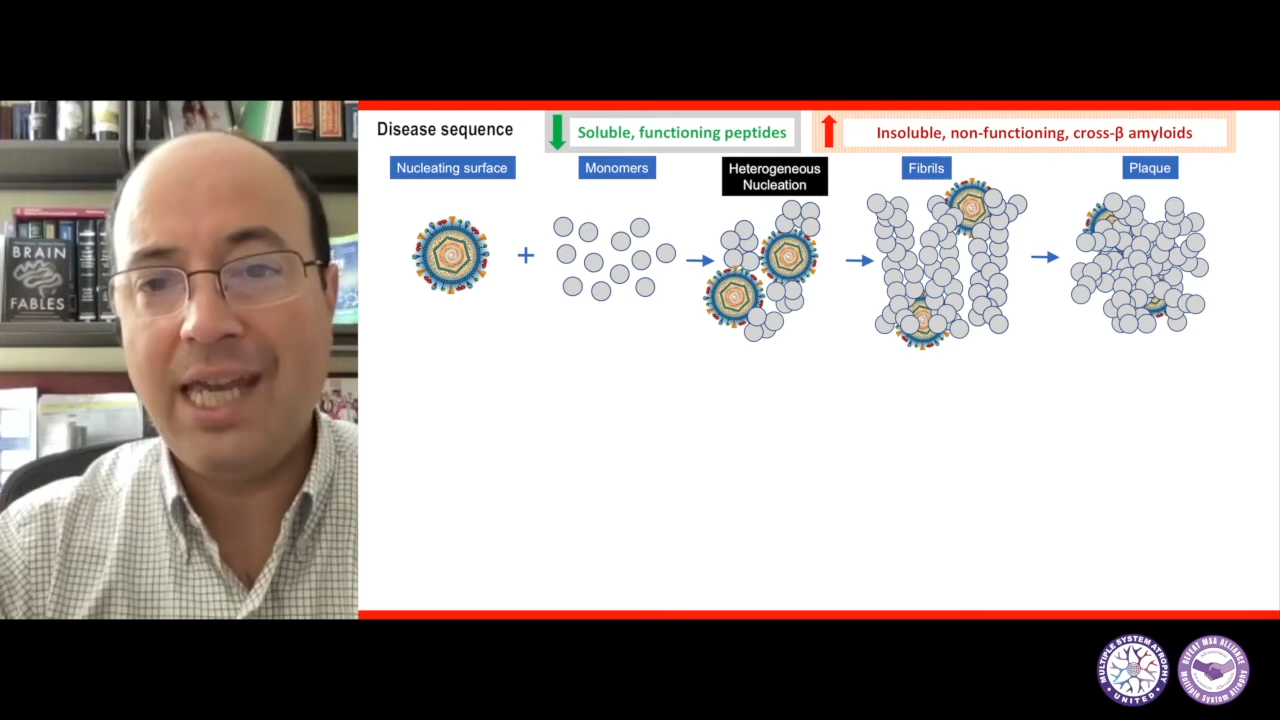 Disease sequence
Soluble, functioning peptides
Insoluble, non-functioning, cross-β amyloids
Nucleating surface
Monomers
Heterogeneous
Nucleation
Fibrils
Plaque
BRAIN
FABLES
MULTIPLE SYSTEM ATROPHY
UNITED
DEFEAT MSA ALLIANCE
Multiple System Atrophy